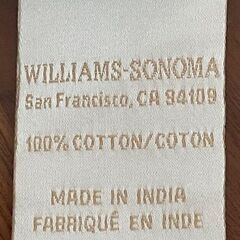 WILLIAMS-SONOMA
San Francisco, CA 94109
100% COTTON/COTON
MADE IN INDIA
FABRIQUÉ EN INDE